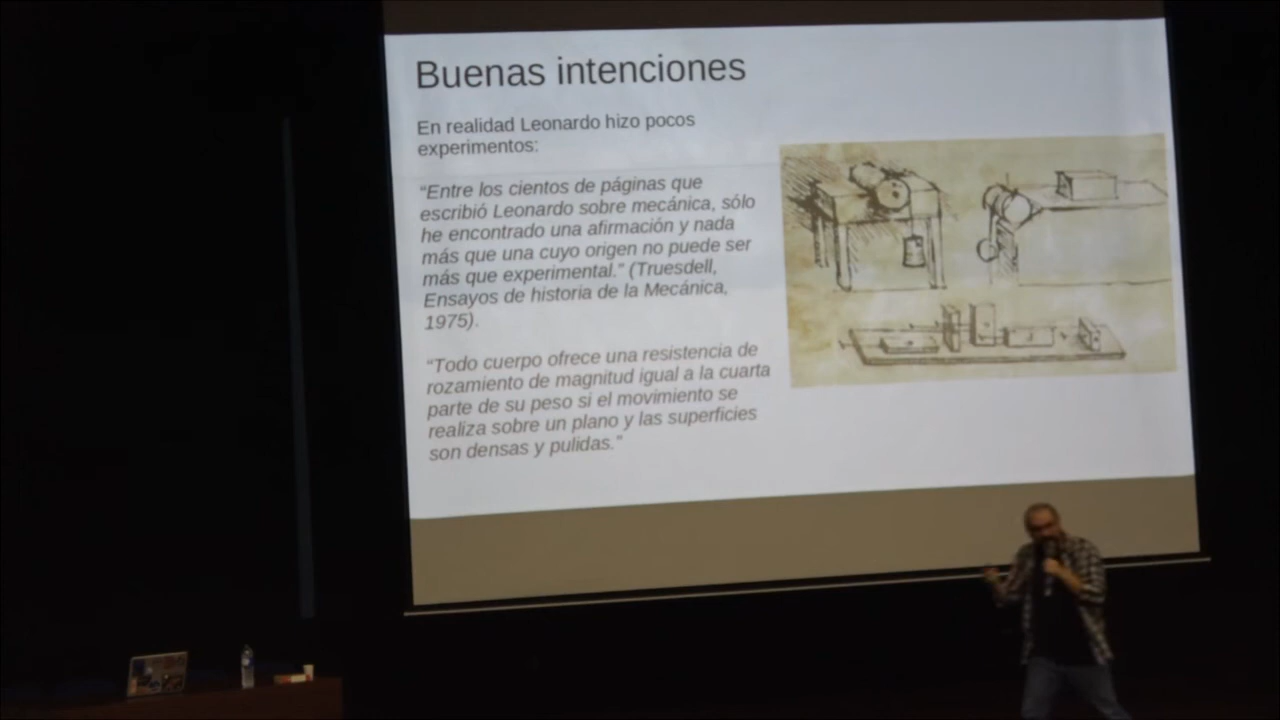 Buenas intenciones
En realidad Leonardo hizo pocos
experimentos:
“Entre los cientos de páginas que
escribió Leonardo sobre mecánica, sólo
he encontrado una afirmación y nada
más que una cuyo origen no puede ser
más que experimental.” (Truesdell,
Ensayos de historia de la Mecánica,
1975).
“Todo cuerpo ofrece una resistencia de
rozamiento de magnitud igual a la cuarta
parte de su peso si el movimiento se
realiza sobre un plano y las superficies
son densas y pulidas.”